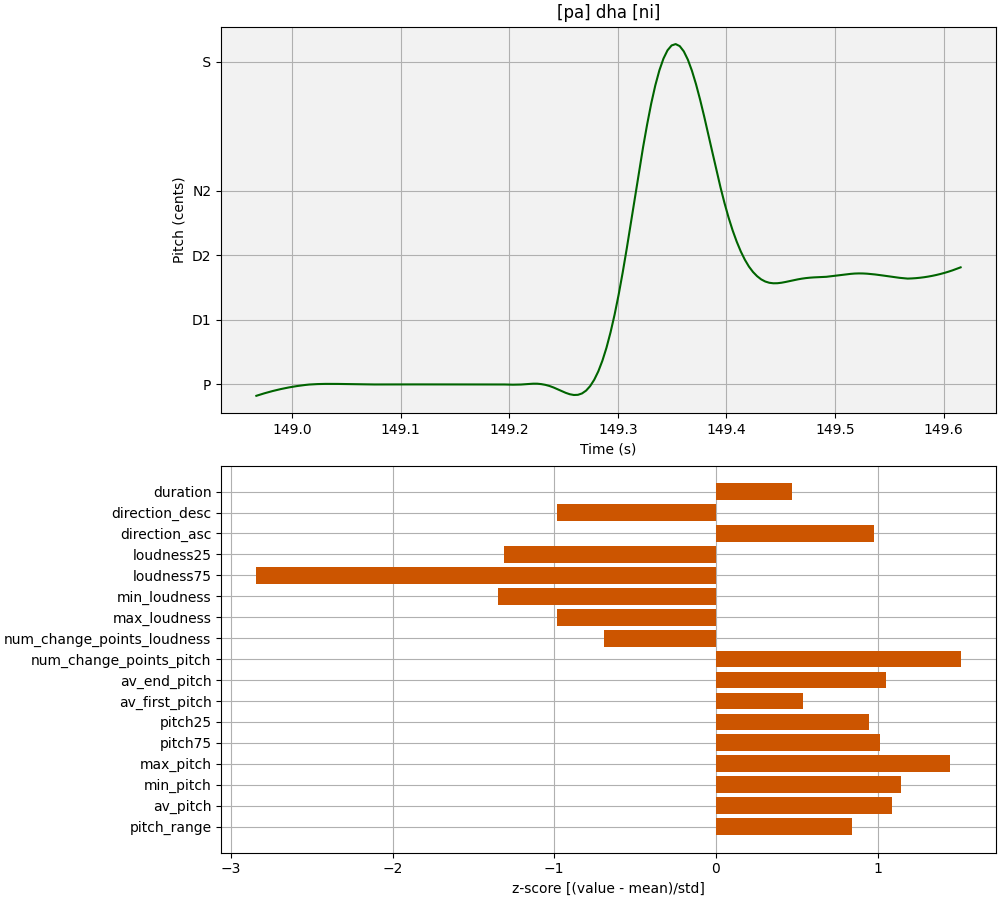 [pa] dha [ni]
S
N2
D2
D1
P
Pitch (cents)
149.0 149.1 149.2 149.3 149.4 149.5 149.6
Time (s)
duration
direction_desc
direction_asc
loudness25
loudness75
min_loudness
max_loudness
num_change_points_loudness
num_change_points_pitch
av_end_pitch
av_first_pitch
pitch25
pitch75
max_pitch
min_pitch
av_pitch
pitch_range
−3 −2 −1 0 1
z-score [(value - mean)/std]